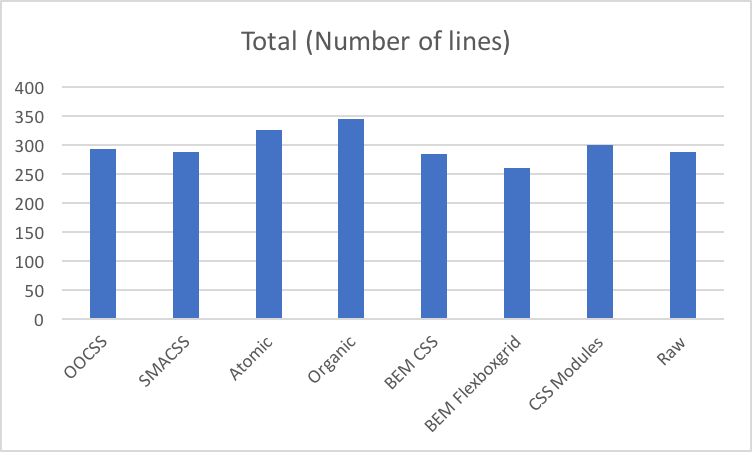 Total (Number of lines)
400
350
300
250
200
150
100
50
0
OOCSS
SMACSS
Atomic
Organic
BEM CSS
BEM Flexboxgrid
CSS Modules
Raw